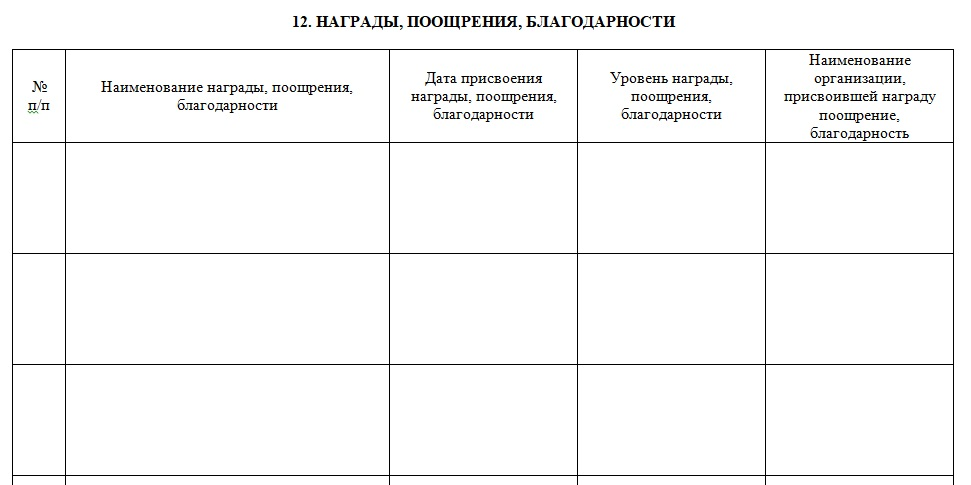 12. НАГРАДЫ, ПООЩРЕНИЯ, БЛАГОДАРНОСТИ
№
п/п
Наименование награды, поощрения,
благодарности
Дата присвоения
награды, поощрения,
благодарности
Уровень награды,
поощрения,
благодарности
Наименование
организации,
присвоившей награду
поощрение,
благодарность